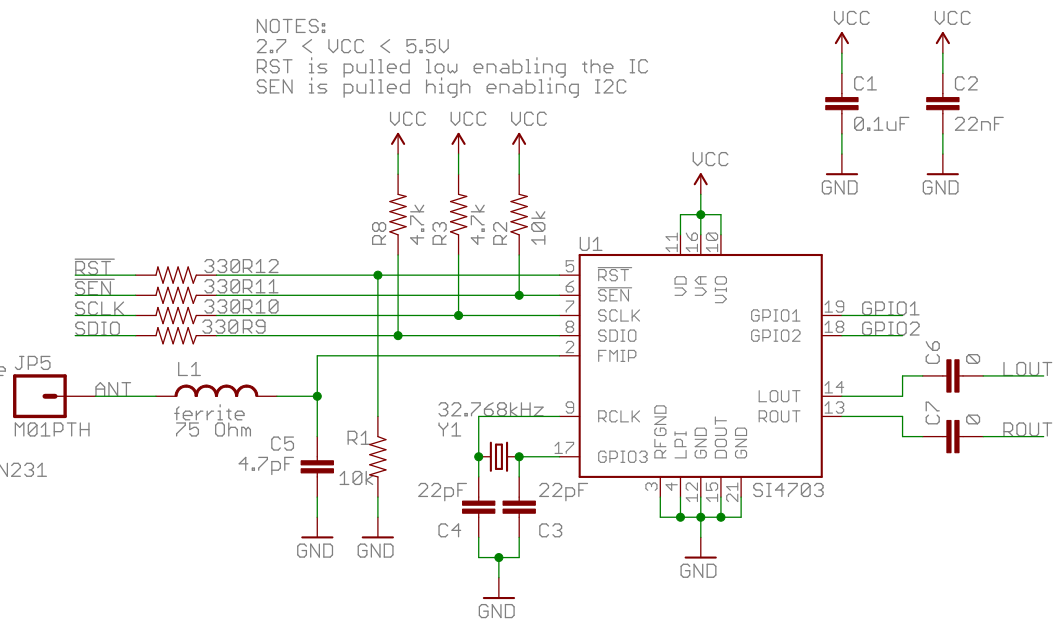 NOTES:
2.7 < VCC < 5.5V
RST is pulled low enabling the IC
SEN is pulled high enabling I2C
VCC
VCC
C1
0.1uF
GND
C2
22nF
GND
VCC
VCC
VCC
VCC
R8
4.7k
R3
4.7k
R2
10k
U1
11
16
10
VD
VA
VIO
RST
330R12
5
RST
SEN
330R11
6
SEN
SCLK
330R10
7
SCLK
SDIO
330R9
8
SDIO
2
FMIP
GPIO1
19
GPIO1
GPIO2
18
GPIO2
e
JP5
ANT
M01PTH
N231
L1
ferrite
75 Ohm
C5
4.7pF
GND
R1
10k
GND
32.768kHz
Y1
9
RCLK
17
GPIO3
22pF
C4
22pF
C3
GND
LOUT
14
C6
0
LOUT
ROUT
13
C7
0
ROUT
RFGND
LPI
GND
DOUT
GND
3
4
12
15
21
SI4703
GND